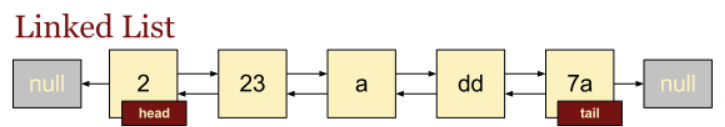 Linked List
null 2 23 a dd 7a null
head tail